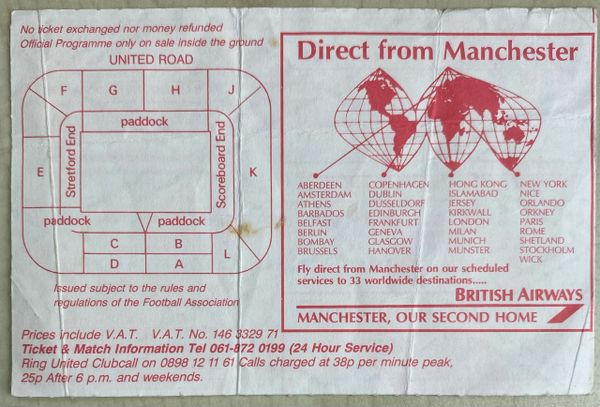 No ticket exchanged nor money refunded
Official Programme only on sale inside the ground
UNITED ROAD
F
G
H
J
paddock
Stretford End
Scoreboard End
E
K
paddock
paddock
C
B
D
A
L
Issued subject to the rules and
regulations of the Football Association
Direct from Manchester
ABERDEEN
AMSTERDAM
ATHENS
BARBADOS
BELFAST
BERLIN
BOMBAY
BRUSSELS
COPENHAGEN
DUBLIN
DUSSELDORF
EDINBURGH
FRANKFURT
GENEVA
GLASGOW
HANOVER
HONG KONG
ISLAMABAD
JERSEY
KIRKWALL
LONDON
MILAN
MUNICH
MUNSTER
NEW YORK
NICE
ORLANDO
ORKNEY
PARIS
ROME
SHETLAND
STOCKHOLM
WICK
Fly direct from Manchester on our scheduled
services to 33 worldwide destinations.....
BRITISH AIRWAYS
MANCHESTER, OUR SECOND HOME
Prices include V.A.T. V.A.T. No. 146 3329 71
Ticket & Match Information Tel 061-872 0199 (24 Hour Service)
Ring United Clubcall on 0898 12 11 61 Calls charged at 38p per minute peak,
25p After 6 p.m. and weekends.